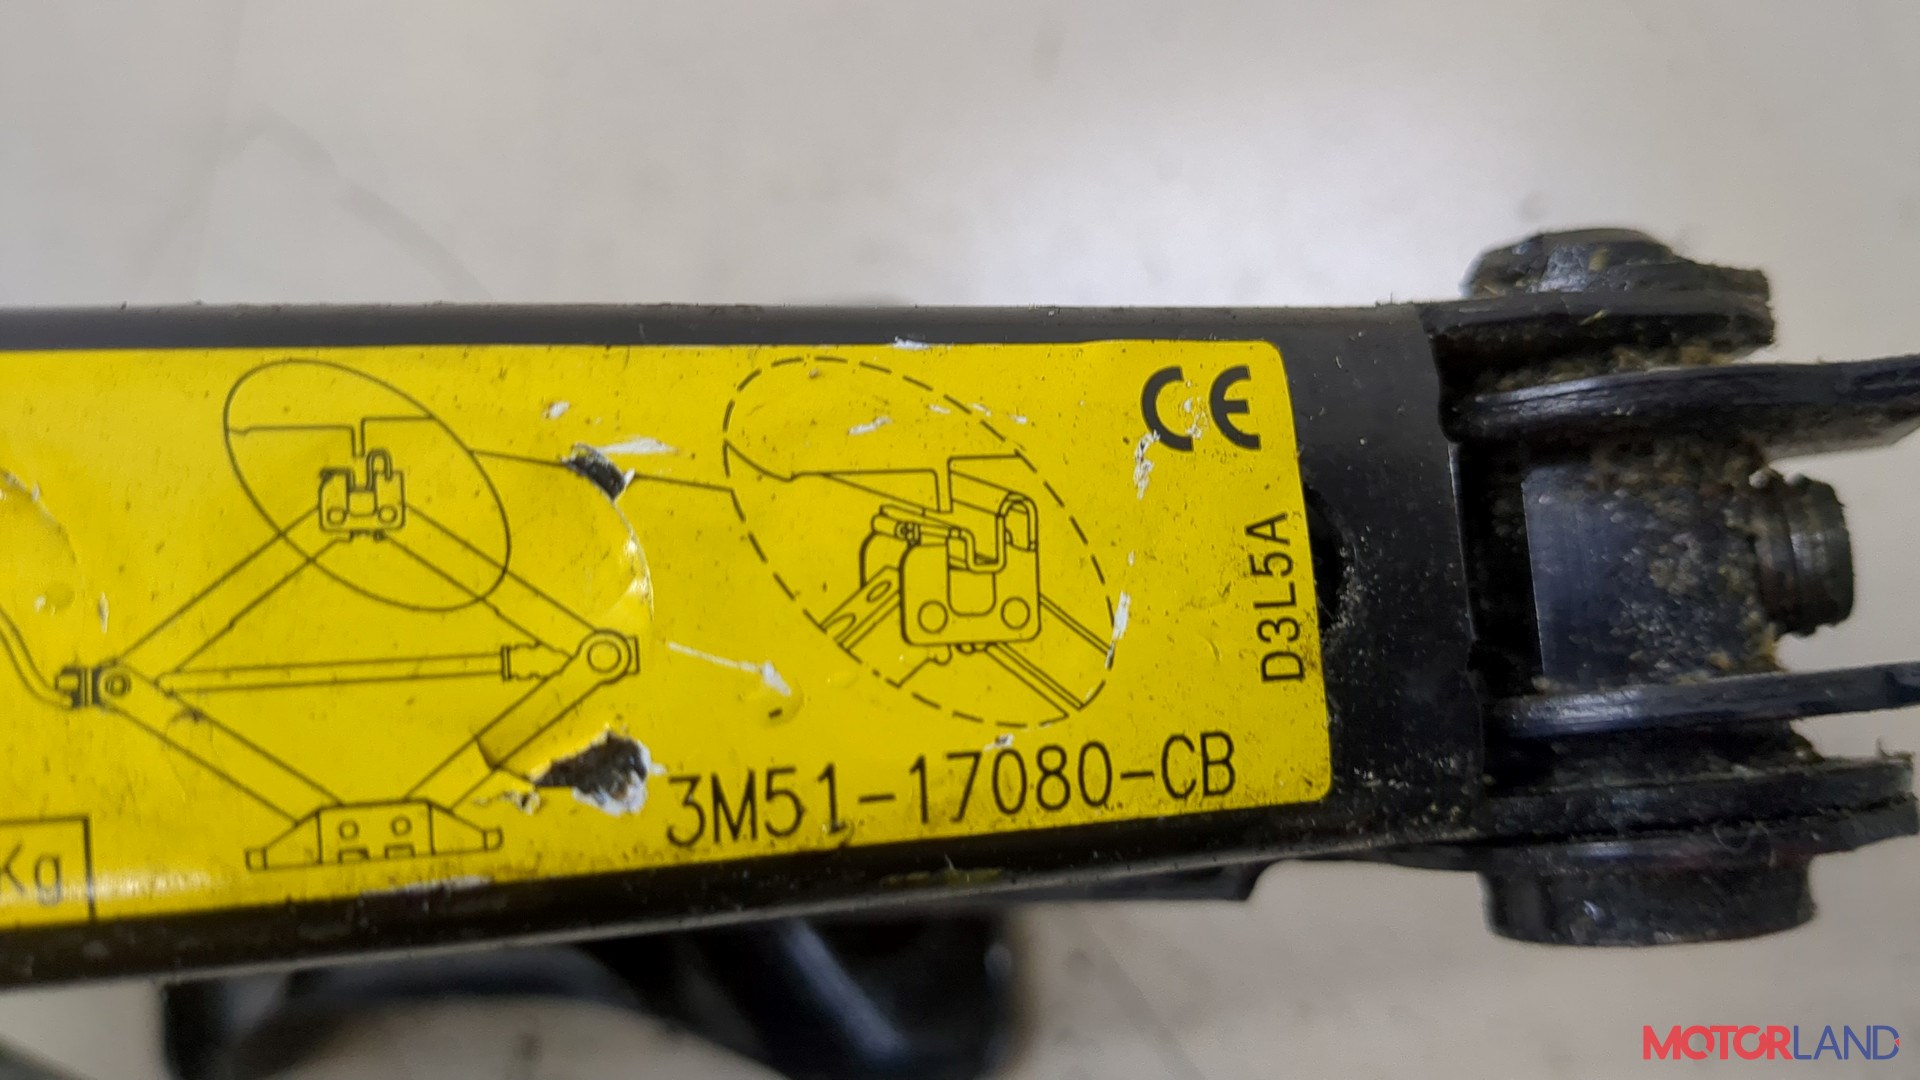 CE
D3L5A
3M51-17080-CB
Kg
MOTORLAND